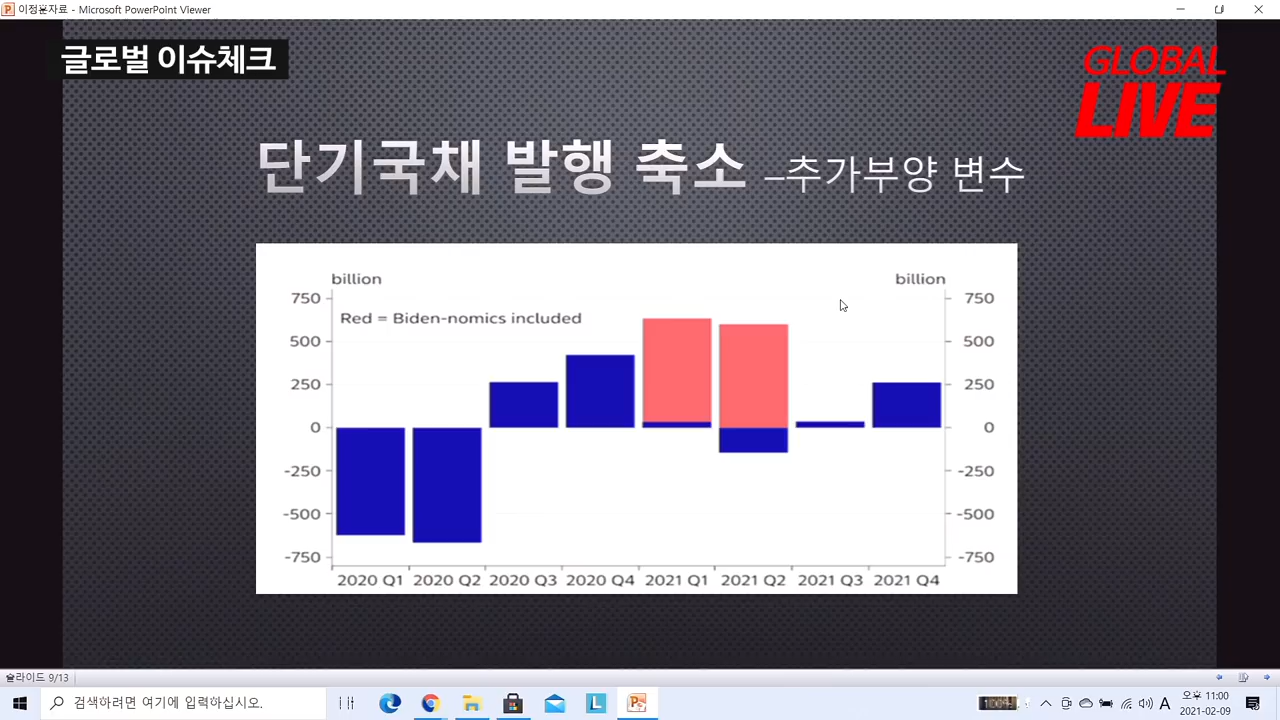 이정윤자료 - Microsoft PowerPoint Viewer
글로벌 이슈체크
GLOBAL
LIVE
단기국채 발행 축소 –추가부양 변수
billion billion
750 750
Red = Biden-nomics included
500 500
250 250
0 0
-250 -250
-500 -500
-750 -750
2020 Q1 2020 Q2 2020 Q3 2020 Q4 2021 Q1 2021 Q2 2021 Q3 2021 Q4
슬라이드 9/13
검색하려면 여기에 입력하십시오.
100%
A
오후 11:00
2021-02-09